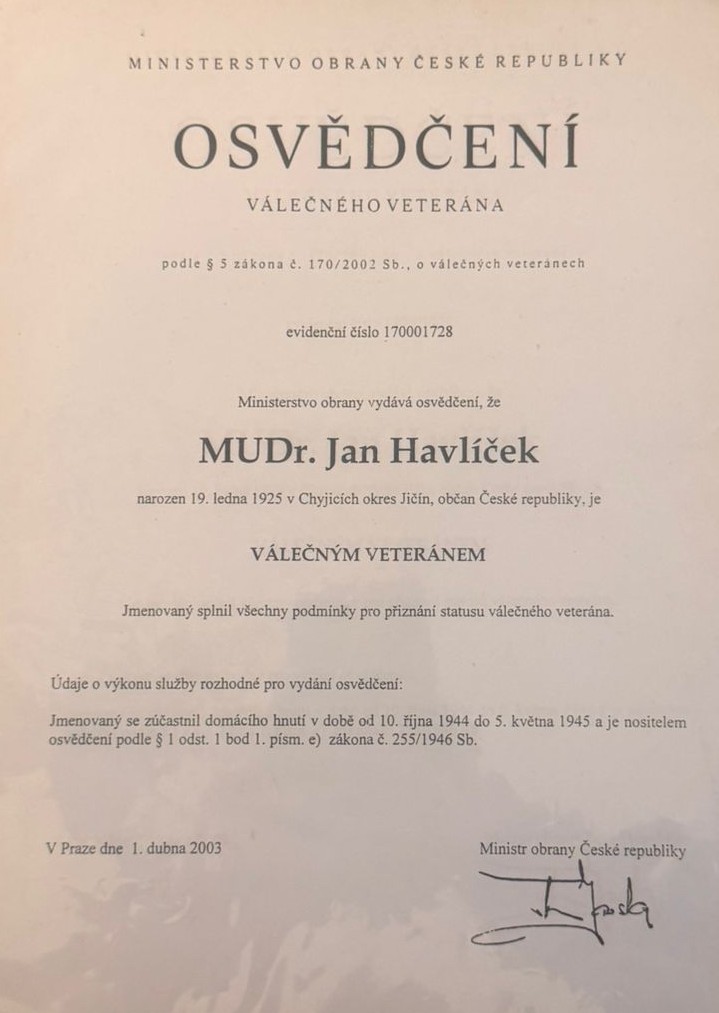 MINISTERSTVO OBRANY ČESKÉ REPUBLIKY
OSVĚDČENÍ
VÁLEČNÉHO VETERÁNA
podle § 5 zákona č. 170/2002 Sb., o válečných veteránech
evidenční číslo 170001728
Ministerstvo obrany vydává osvědčení, že
MUDr. Jan Havlíček
narozen 19. ledna 1925 v Chyjicích okres Jičín, občan České republiky, je
VÁLEČNÝM VETERÁNEM
Jmenovaný splnil všechny podmínky pro přiznání statusu válečného veterána.
Údaje o výkonu služby rozhodné pro vydání osvědčení:
Jmenovaný se zúčastnil domácího hnutí v době od 10. října 1944 do 5. května 1945 a je nositelem
osvědčení podle § 1 odst. 1 bod 1. písm. e) zákona č. 255/1946 Sb.
V Praze dne 1. dubna 2003
Ministr obrany České republiky